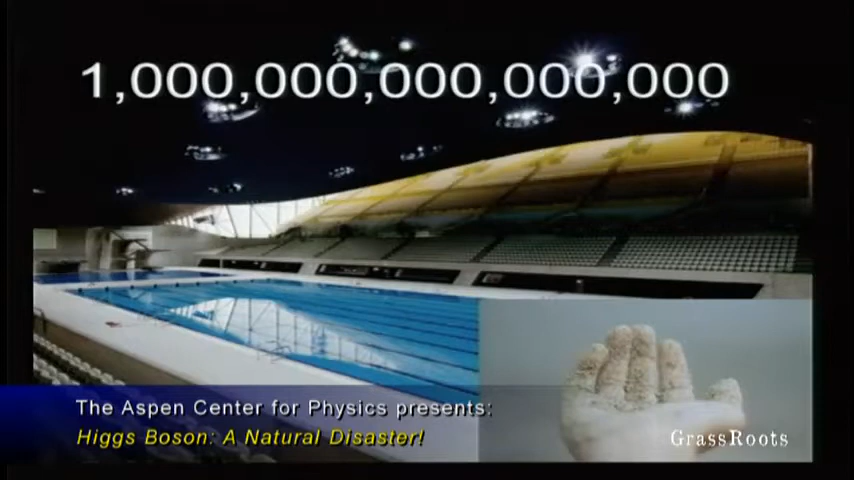 1,000,000,000,000,000
The Aspen Center for Physics presents:
Higgs Boson: A Natural Disaster!
GrassRoots